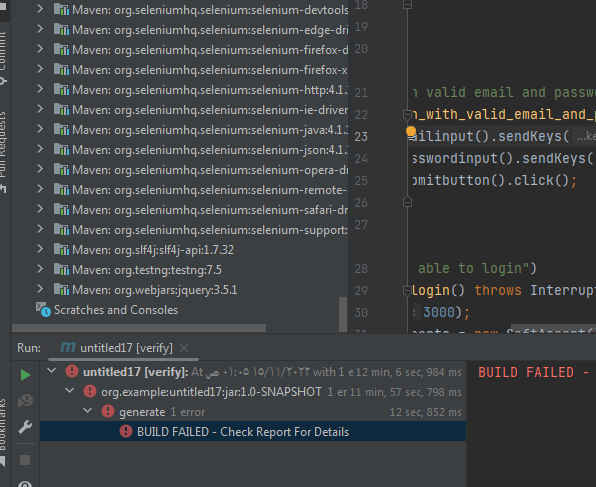 Commit
Pull Requests
Bookmarks
Maven: org.seleniumhq.selenium:selenium-devtools
Maven: org.seleniumhq.selenium:selenium-edge-driv
Maven: org.seleniumhq.selenium:selenium-firefox-d
Maven: org.seleniumhq.selenium:selenium-firefox-x
Maven: org.seleniumhq.selenium:selenium-http:4.1.
Maven: org.seleniumhq.selenium:selenium-ie-driver
Maven: org.seleniumhq.selenium:selenium-java:4.1.
Maven: org.seleniumhq.selenium:selenium-json:4.1.
Maven: org.seleniumhq.selenium:selenium-opera-dr
Maven: org.seleniumhq.selenium:selenium-remote-
Maven: org.seleniumhq.selenium:selenium-safari-dr
Maven: org.seleniumhq.selenium:selenium-support:
Maven: org.slf4j:slf4j-api:1.7.32
Maven: org.testng:testng:7.5
Maven: org.webjars:jquery:3.5.1
Scratches and Consoles
18
19
20
21 n valid email and passwo
22 n_with_valid_email_and_p
23 ailinput().sendKeys( ...ke
24 sswordinput().sendKeys(
25 bmitbutton().click();
26
27
28 able to login")
29 login() throws Interrupt
30 : 3000);
31 = new SoftAssert(
Run: untitled17 [verify]
untitled17 [verify]: At ١٥/١١/٢٠٢٢ ٠١:٠٥ ص with 1 e 12 min, 6 sec, 984 ms
org.example:untitled17:jar:1.0-SNAPSHOT 1 er 11 min, 57 sec, 798 ms
generate 1 error 12 sec, 852 ms
BUILD FAILED - Check Report For Details
BUILD FAILED -